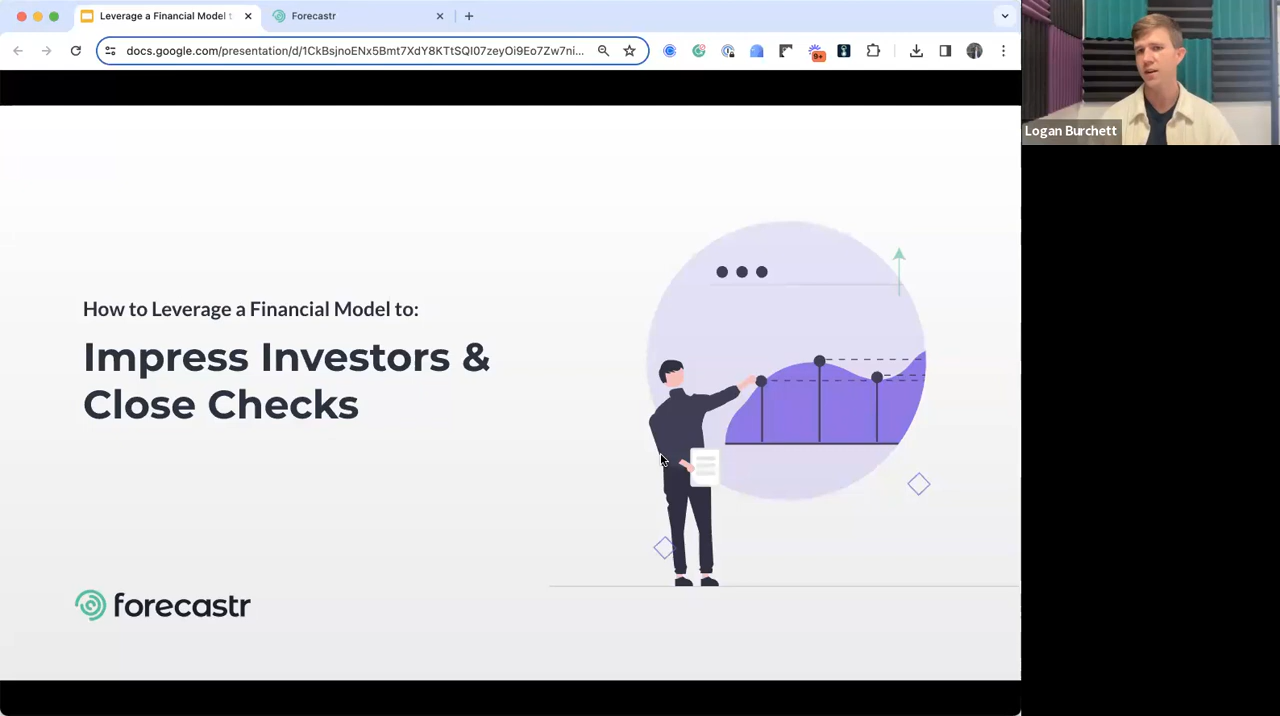 Leverage a Financial Model t
Forecastr
docs.google.com/presentation/d/1CkBsjnoENx5Bmt7XdY8KTtSQI07zeyOi9Eo7Zw7ni...
9+
Logan Burchett
How to Leverage a Financial Model to:
Impress Investors &
Close Checks
forecastr